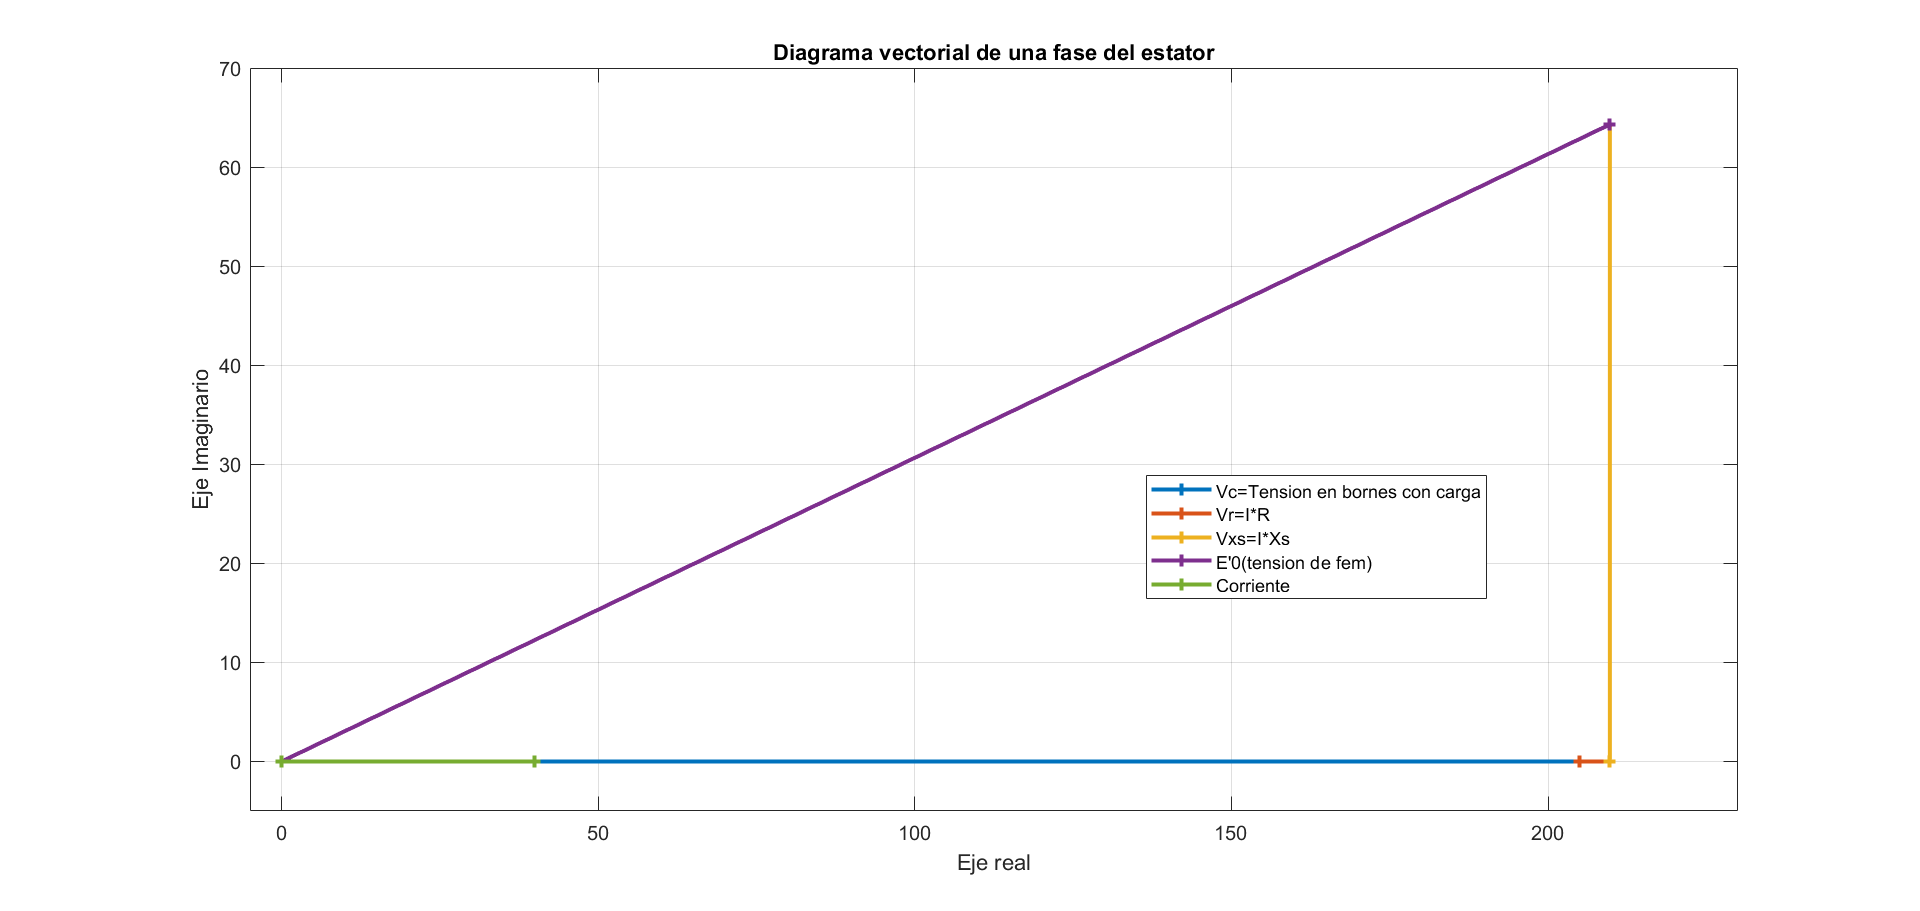 Diagrama vectorial de una fase del estator
70
60
50
40
30
20
10
0
Eje Imaginario
Vc=Tension en bornes con carga
Vr=I*R
Vxs=I*Xs
E'0(tension de fem)
Corriente
0 50 100 150 200
Eje real